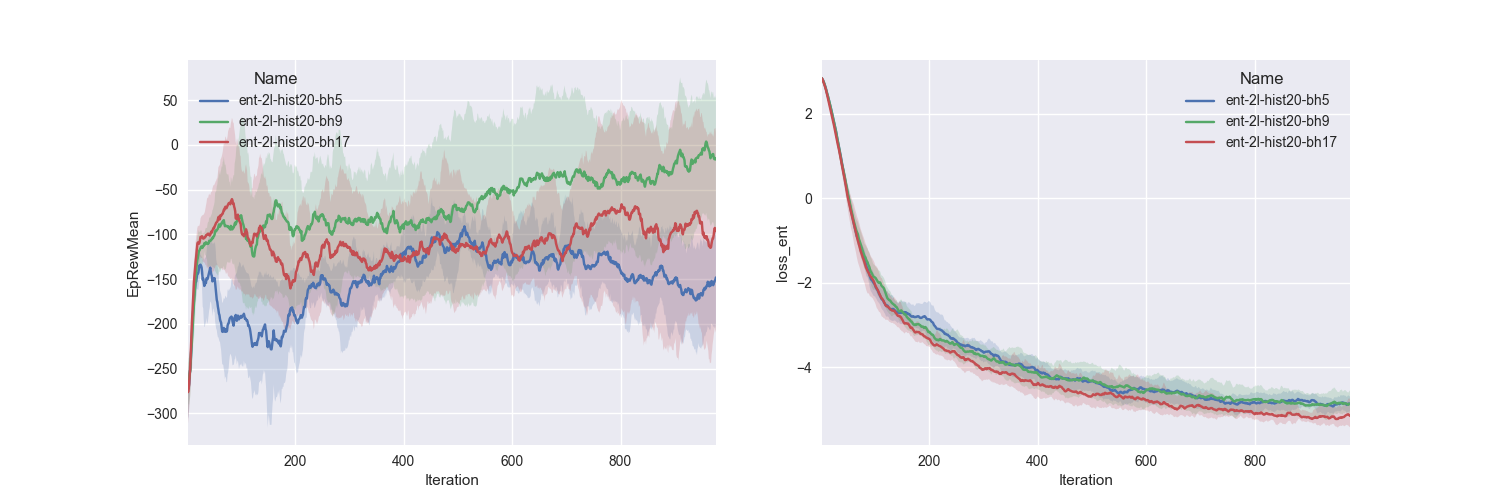 Name
ent-2l-hist20-bh5
ent-2l-hist20-bh9
ent-2l-hist20-bh17
50
0
−50
−100
−150
−200
−250
−300
EpRewMean
200
400
600
800
Iteration
Name
ent-2l-hist20-bh5
ent-2l-hist20-bh9
ent-2l-hist20-bh17
2
0
−2
−4
loss_ent
200
400
600
800
Iteration